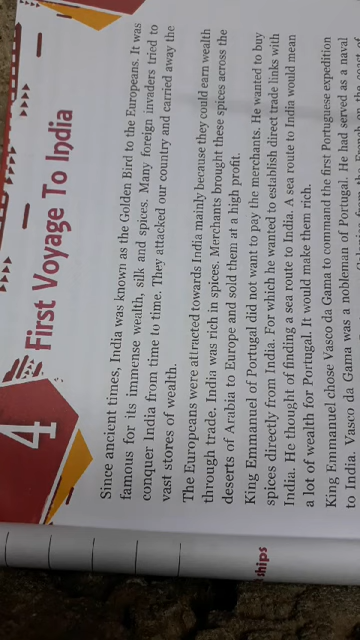 4
First Voyage To India
Since ancient times, India was known as the Golden Bird to the Europeans. It was
famous for its immense wealth, silk and spices. Many foreign invaders tried to
conquer India from time to time. They attacked our country and carried away the
vast stores of wealth.
The Europeans were attracted towards India mainly because they could earn wealth
through trade. India was rich in spices. Merchants brought these spices across the
deserts of Arabia to Europe and sold them at a high profit.
King Emmanuel of Portugal did not want to pay the merchants. He wanted to buy
spices directly from India. For which he wanted to establish direct trade links with
India. He thought of finding a sea route to India. A sea route to India would mean
a lot of wealth for Portugal. It would make them rich.
King Emmanuel chose Vasco da Gama to command the first Portuguese expedition
to India. Vasco da Gama was a nobleman of Portugal. He had served as a naval
ships